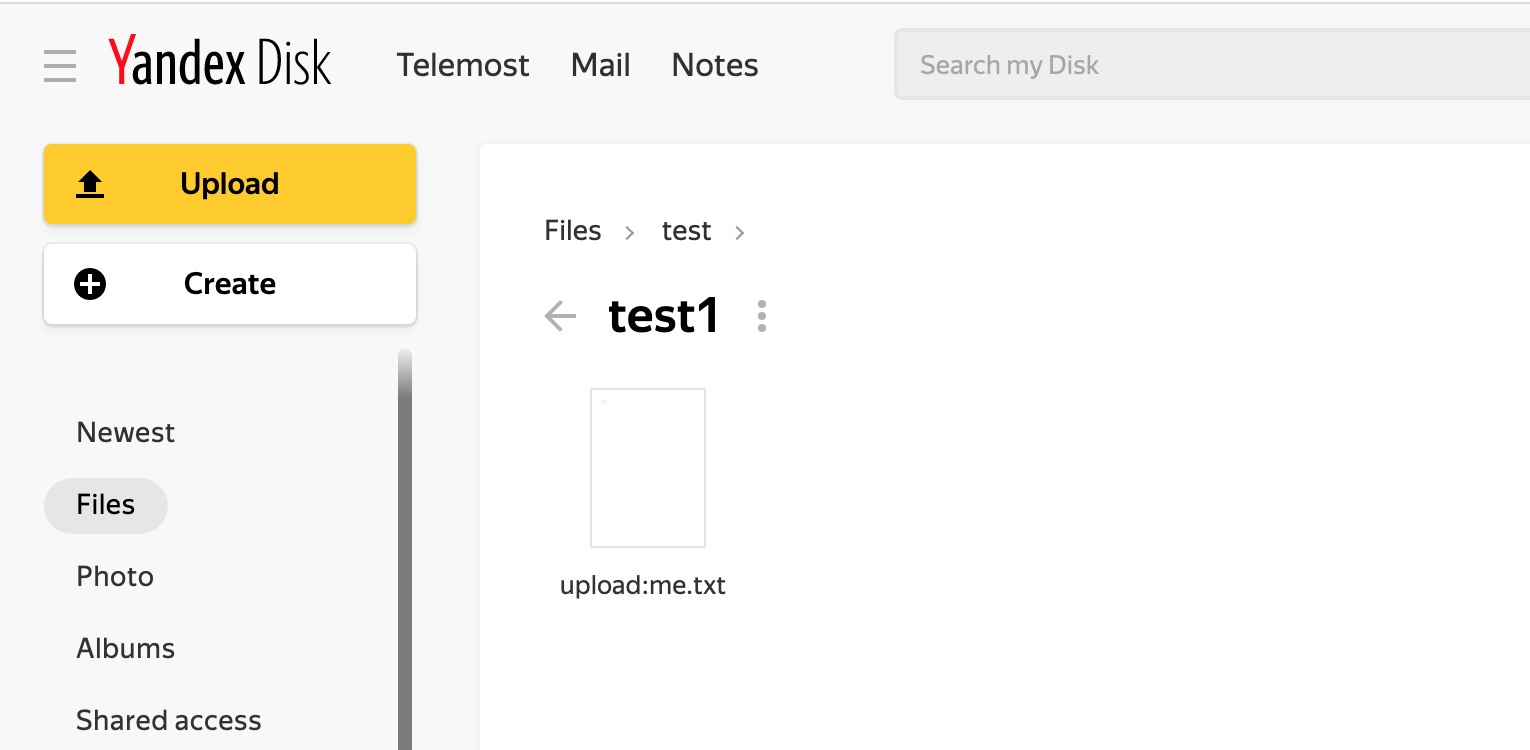 Yandex Disk
Telemost Mail Notes
Search my Disk
Upload
Create
Newest
Files
Photo
Albums
Shared access
Files > test >
test1
upload:me.txt